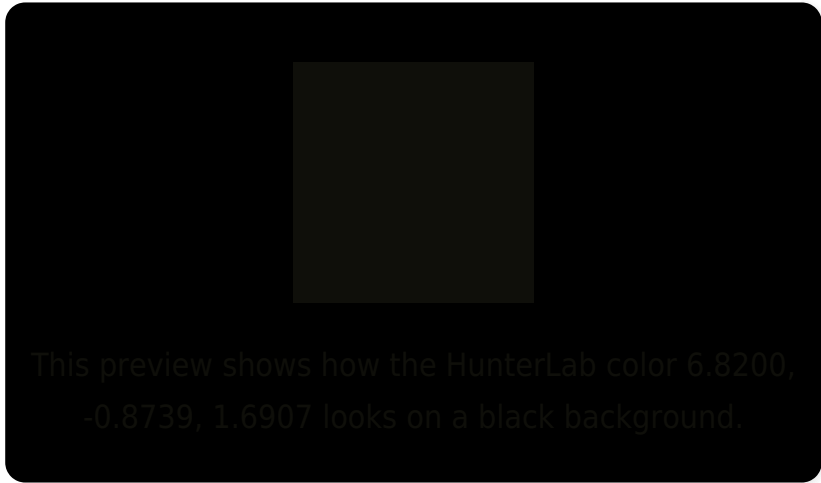 This preview shows how the HunterLab color 6.8200,
-0.8739, 1.6907 looks on a black background.